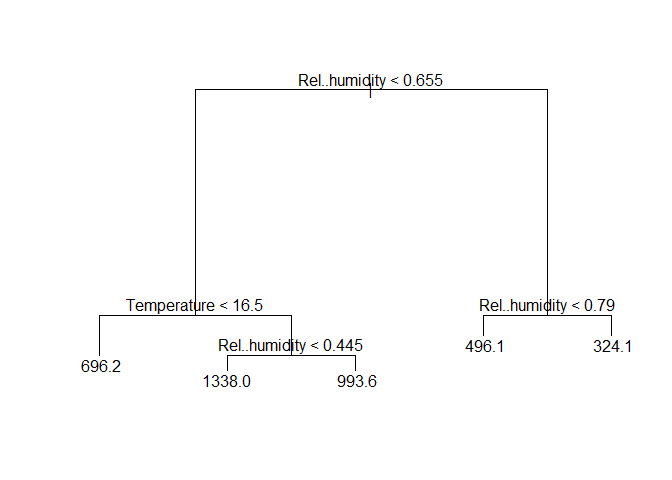 Rel..humidity < 0.655
Temperature < 16.5
Rel..humidity < 0.79
696.2
Rel..humidity < 0.445
1338.0
993.6
496.1
324.1